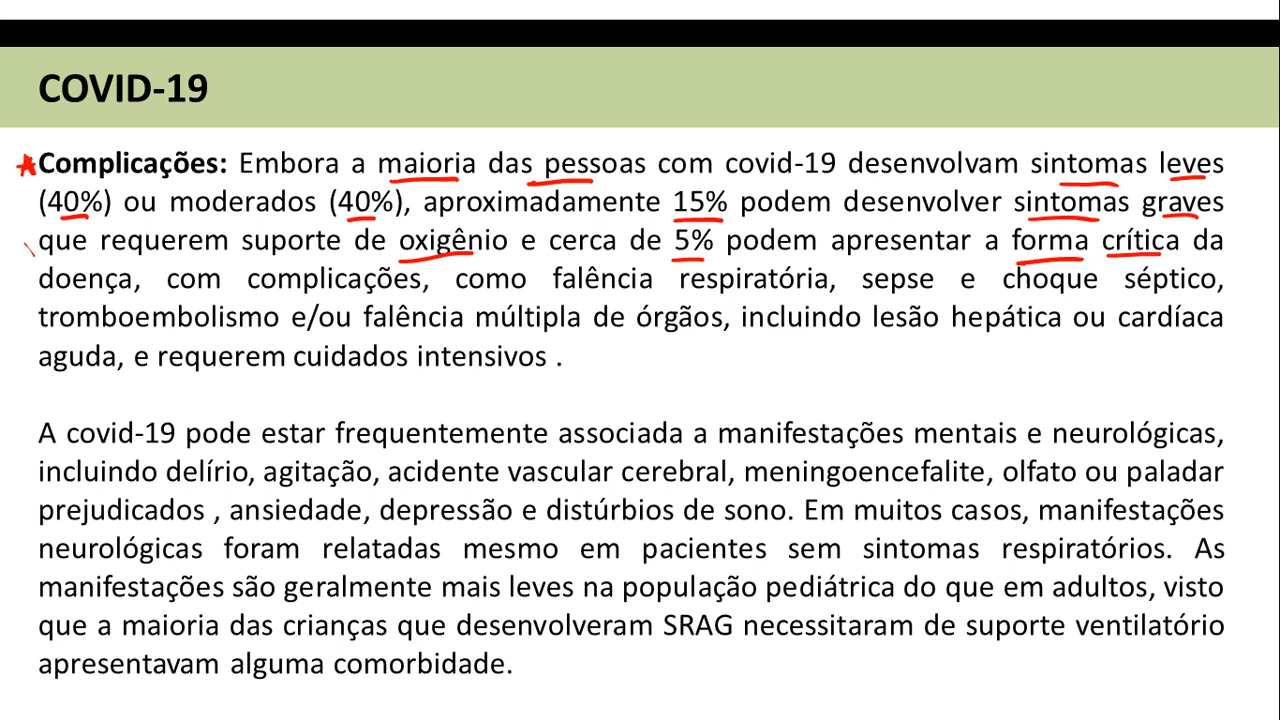 COVID-19
Complicações: Embora a maioria das pessoas com covid-19 desenvolvam sintomas leves
(40%) ou moderados (40%), aproximadamente 15% podem desenvolver sintomas graves
que requerem suporte de oxigênio e cerca de 5% podem apresentar a forma crítica da
doença, com complicações, como falência respiratória, sepse e choque séptico,
tromboembolismo e/ou falência múltipla de órgãos, incluindo lesão hepática ou cardíaca
aguda, e requerem cuidados intensivos .
A covid-19 pode estar frequentemente associada a manifestações mentais e neurológicas,
incluindo delírio, agitação, acidente vascular cerebral, meningoencefalite, olfato ou paladar
prejudicados , ansiedade, depressão e distúrbios de sono. Em muitos casos, manifestações
neurológicas foram relatadas mesmo em pacientes sem sintomas respiratórios. As
manifestações são geralmente mais leves na população pediátrica do que em adultos, visto
que a maioria das crianças que desenvolveram SRAG necessitaram de suporte ventilatório
apresentavam alguma comorbidade.